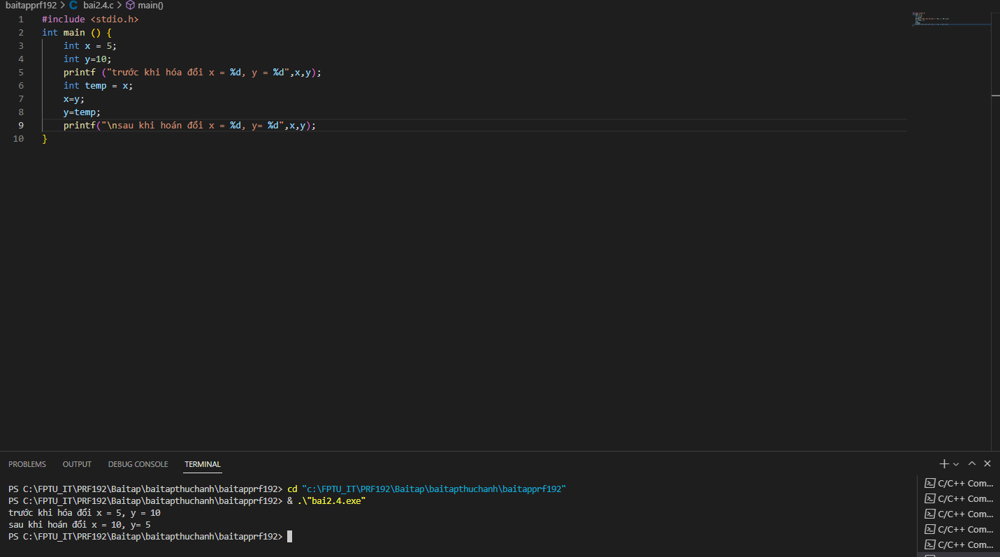 baitapprf192 > C bai2.4.c > main()
1 #include <stdio.h>
2 int main () {
3 int x = 5;
4 int y=10;
5 printf ("trước khi hóa đổi x = %d, y = %d",x,y);
6 int temp = x;
7 x=y;
8 y=temp;
9 printf("\nsau khi hoán đổi x = %d, y= %d",x,y);
10 }
PROBLEMS OUTPUT DEBUG CONSOLE TERMINAL
PS C:\FPTU_IT\PRF192\Baitap\baitapthuchanh\baitapprf192> cd "c:\FPTU_IT\PRF192\Baitap\baitapthuchanh\baitapprf192"
PS C:\FPTU_IT\PRF192\Baitap\baitapthuchanh\baitapprf192> & .\"bai2.4.exe"
trước khi hóa đổi x = 5, y = 10
sau khi hoán đổi x = 10, y= 5
PS C:\FPTU_IT\PRF192\Baitap\baitapthuchanh\baitapprf192>
C/C++ Com...
C/C++ Com...
C/C++ Com...
C/C++ Com...
C/C++ Com...